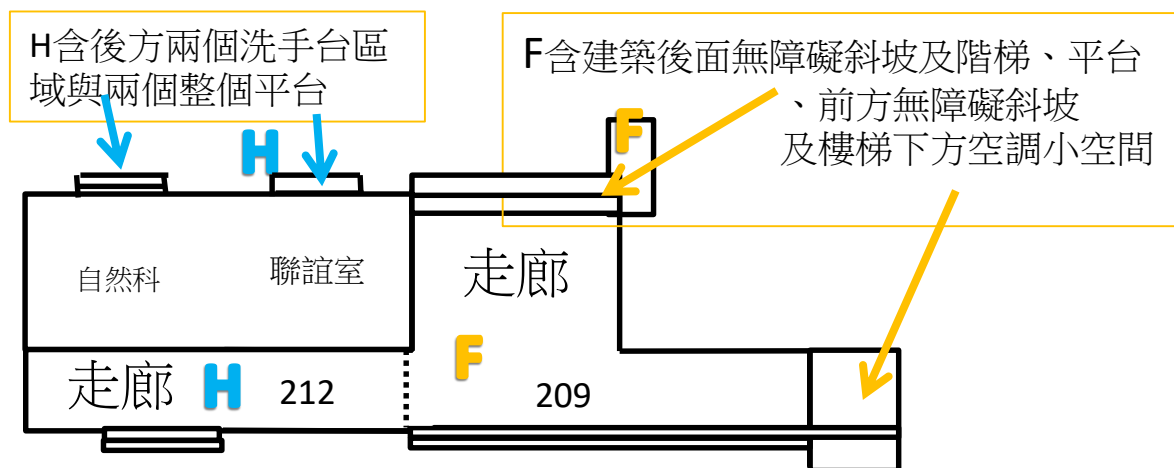 H含後方兩個洗手台區
域與兩個整個平台
F含建築後面無障礙斜坡及階梯、平台
、前方無障礙斜坡
及樓梯下方空調小空間
H
F
自然科
聯誼室
走廊
走廊
H
212
F
209